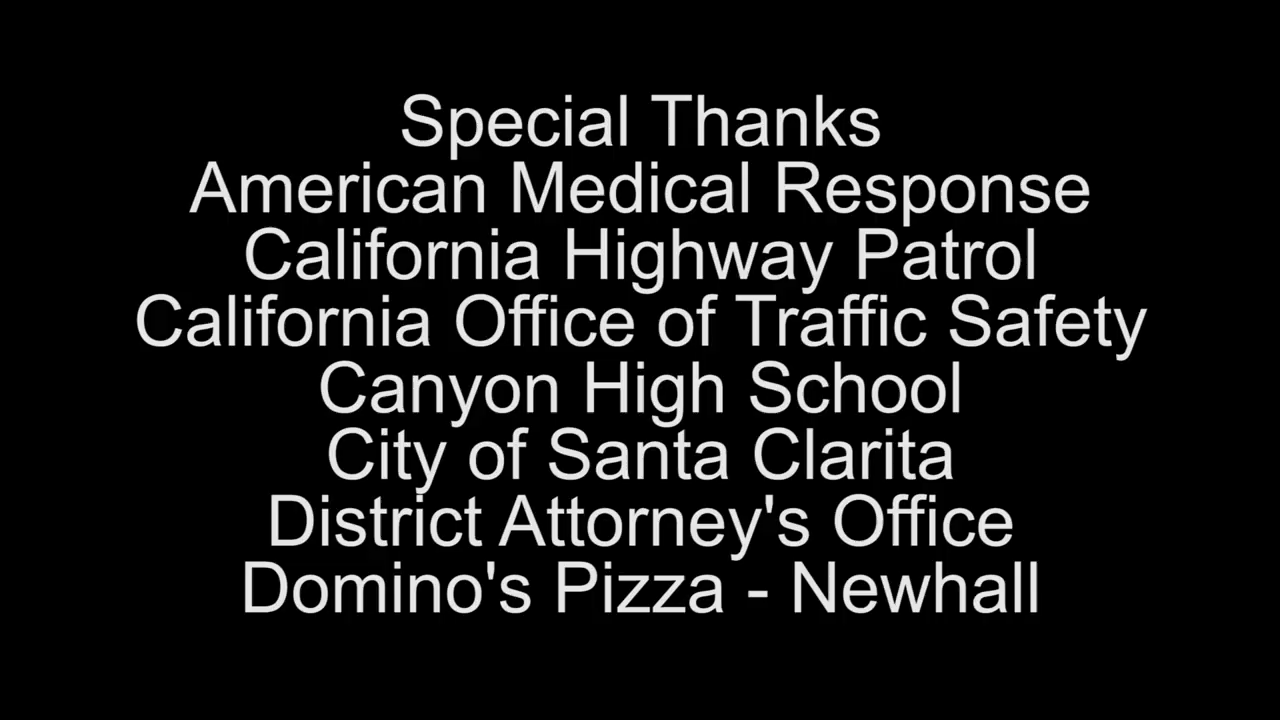 Special Thanks
American Medical Response
California Highway Patrol
California Office of Traffic Safety
Canyon High School
City of Santa Clarita
District Attorney's Office
Domino's Pizza - Newhall